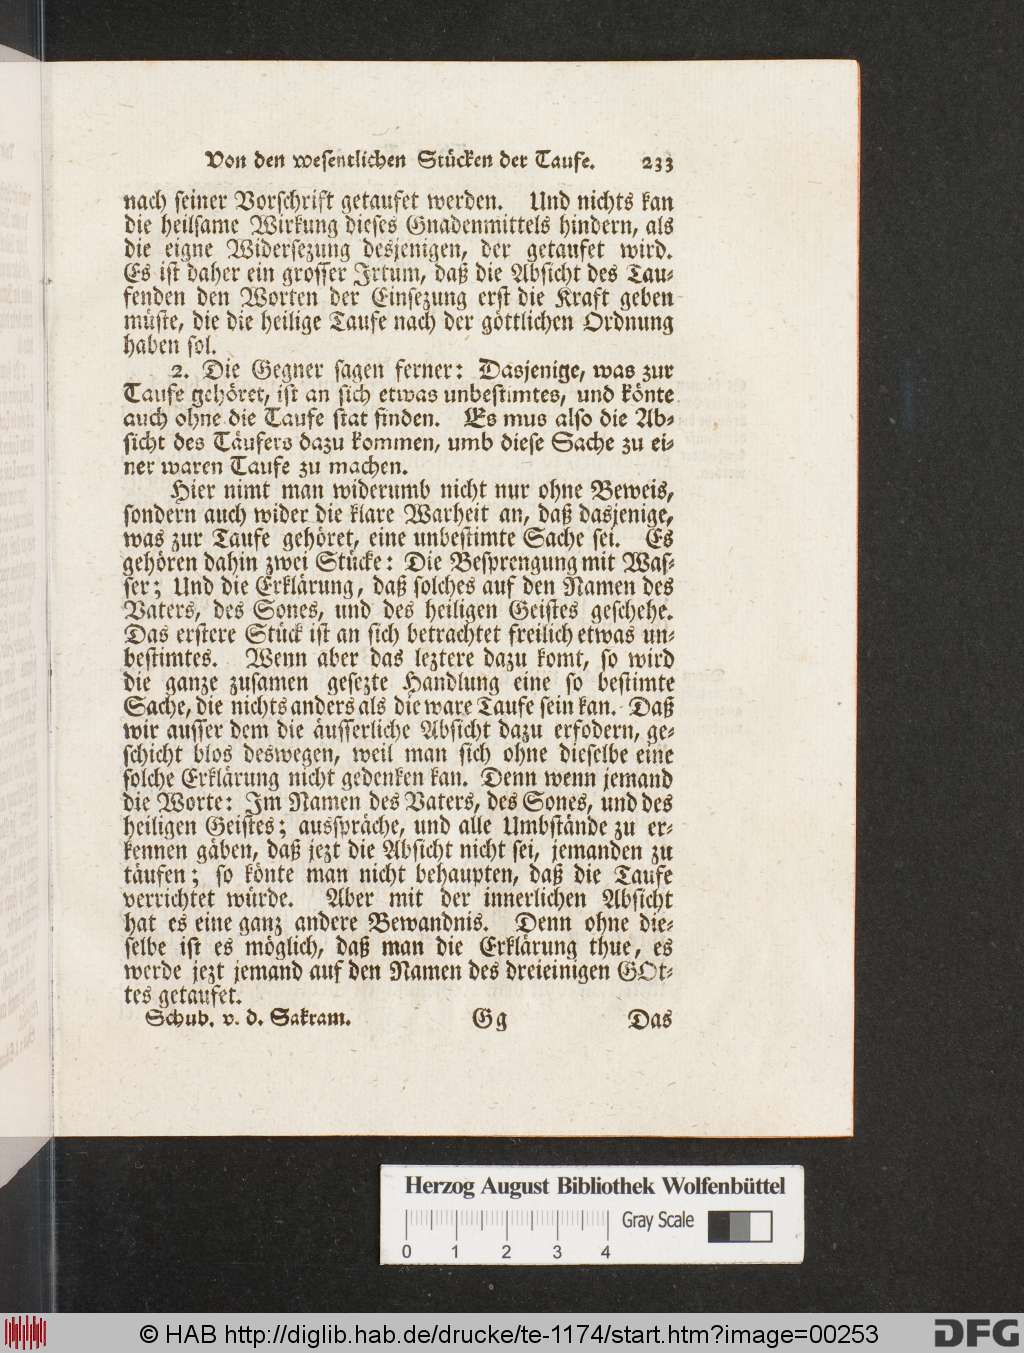 Von den wesentlichen Stücken der Taufe. 233
nach seiner Vorschrift getaufet werden. Und nichts kan
die heilsame Wirkung dieses Gnadenmittels hindern, als
die eigne Widersezung desjenigen, der getaufet wird.
Es ist daher ein grosser Irtum, daß die Absicht des Tau-
fenden den Worten der Einsezung erst die Kraft geben
müste, die die heilige Taufe nach der göttlichen Ordnung
haben sol.
2. Die Gegner sagen ferner: Dasjenige, was zur
Taufe gehöret, ist an sich etwas unbestimtes, und könte
auch ohne die Taufe stat finden. Es mus also die Ab-
sicht des Täufers dazu kommen, umb diese Sache zu ei-
ner waren Taufe zu machen.
Hier nimt man widerumb nicht nur ohne Beweis,
sondern auch wider die klare Warheit an, daß dasjenige,
was zur Taufe gehöret, eine unbestimte Sache sei. Es
gehören dahin zwei Stücke: Die Besprengung mit Was-
ser; Und die Erklärung, daß solches auf den Namen des
Vaters, des Sones, und des heiligen Geistes geschehe.
Das erstere Stück ist an sich betrachtet freilich etwas un-
bestimtes. Wenn aber das leztere dazu komt, so wird
die ganze zusamen gesezte Handlung eine so bestimte
Sache, die nichts anders als die ware Taufe sein kan. Daß
wir ausser dem die äusserliche Absicht dazu erfodern, ge-
schicht blos deswegen, weil man sich ohne dieselbe eine
solche Erklärung nicht gedenken kan. Denn wenn jemand
die Worte: Im Namen des Vaters, des Sones, und des
heiligen Geistes; ausspräche, und alle Umbstände zu er-
kennen gäben, daß jezt die Absicht nicht sei, jemanden zu
täufen; so könte man nicht behaupten, daß die Taufe
verrichtet würde. Aber mit der innerlichen Absicht
hat es eine ganz andere Bewandnis. Denn ohne die-
selbe ist es möglich, daß man die Erklärung thue, es
werde jezt jemand auf den Namen des dreieinigen GOt-
tes getaufet.
Schub. v. d. Sakram. Gg Das
Herzog August Bibliothek Wolfenbüttel
Gray Scale
0 1 2 3 4
© HAB http://diglib.hab.de/drucke/te-1174/start.htm?image=00253
DFG